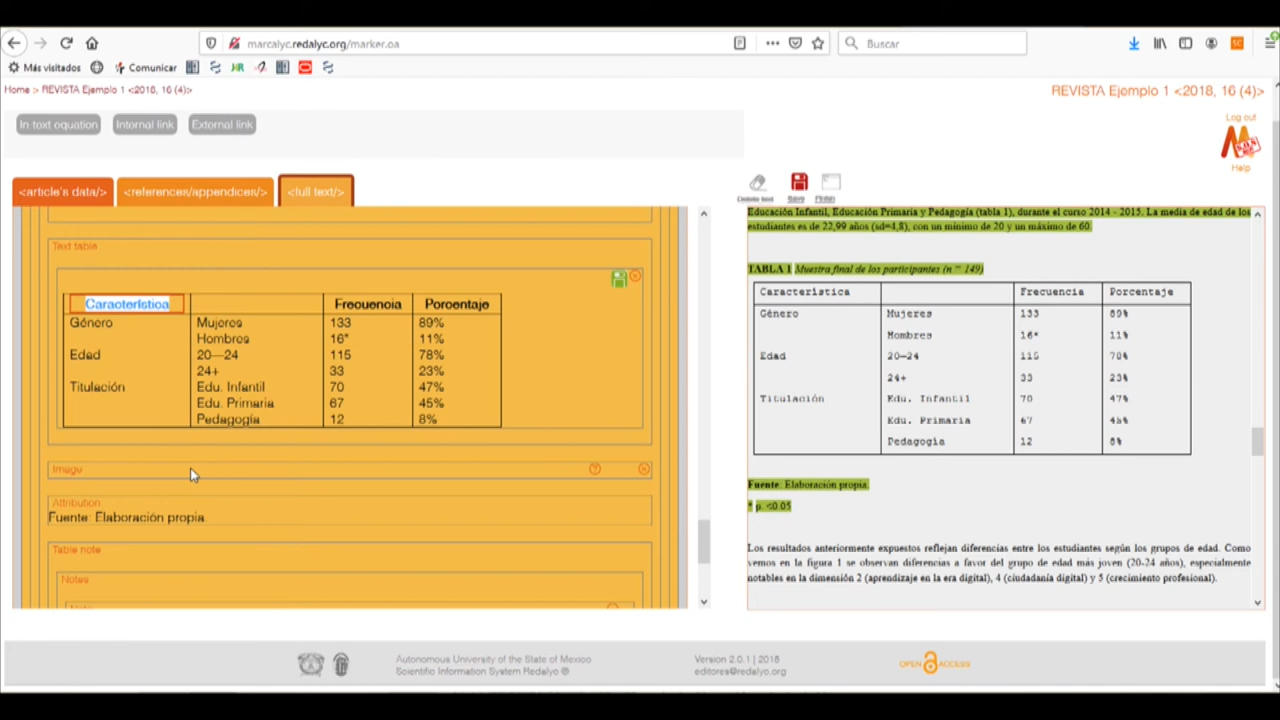 marcalyc.redalyc.org/marker.oa
Buscar
Más visitados
Comunicar
Home > REVISTA Ejemplo 1 <2018, 16 (4)>
REVISTA Ejemplo 1 <2018, 16 (4)>
In text equation
Internal link
External link
Log out
Help
<article's data/>
<references/appendices/>
<full text/>
Save
Text table
Característica Frecuencia Porcentaje
Género Mujeres 133 89%
Hombres 16* 11%
Edad 20—24 115 78%
24+ 33 23%
Titulación Edu. Infantil 70 47%
Edu. Primaria 67 45%
Pedagogía 12 8%
Image
Attribution
Fuente: Elaboración propia.
Table note
Notes
Educación Infantil, Educación Primaria y Pedagogía (tabla 1), durante el curso 2014 - 2015. La media de edad de los
estudiantes es de 22,99 años (sd=4,8), con un mínimo de 20 y un máximo de 60.
TABLA 1 Muestra final de los participantes (n = 149)
Característica Frecuencia Porcentaje
Género Mujeres 133 89%
Hombres 16* 11%
Edad 20—24 115 78%
24+ 33 23%
Titulación Edu. Infantil 70 47%
Edu. Primaria 67 45%
Pedagogía 12 8%
Fuente: Elaboración propia.
* p. <0.05
Los resultados anteriormente expuestos reflejan diferencias entre los estudiantes según los grupos de edad. Como
vemos en la figura 1 se observan diferencias a favor del grupo de edad más joven (20-24 años), especialmente
notables en la dimensión 2 (aprendizaje en la era digital), 4 (ciudadanía digital) y 5 (crecimiento profesional).
Autonomous University of the State of Mexico
Scientific Information System Redalyc ®
Version 2.0.1 | 2018
editores@redalyc.org
OPEN ACCESS